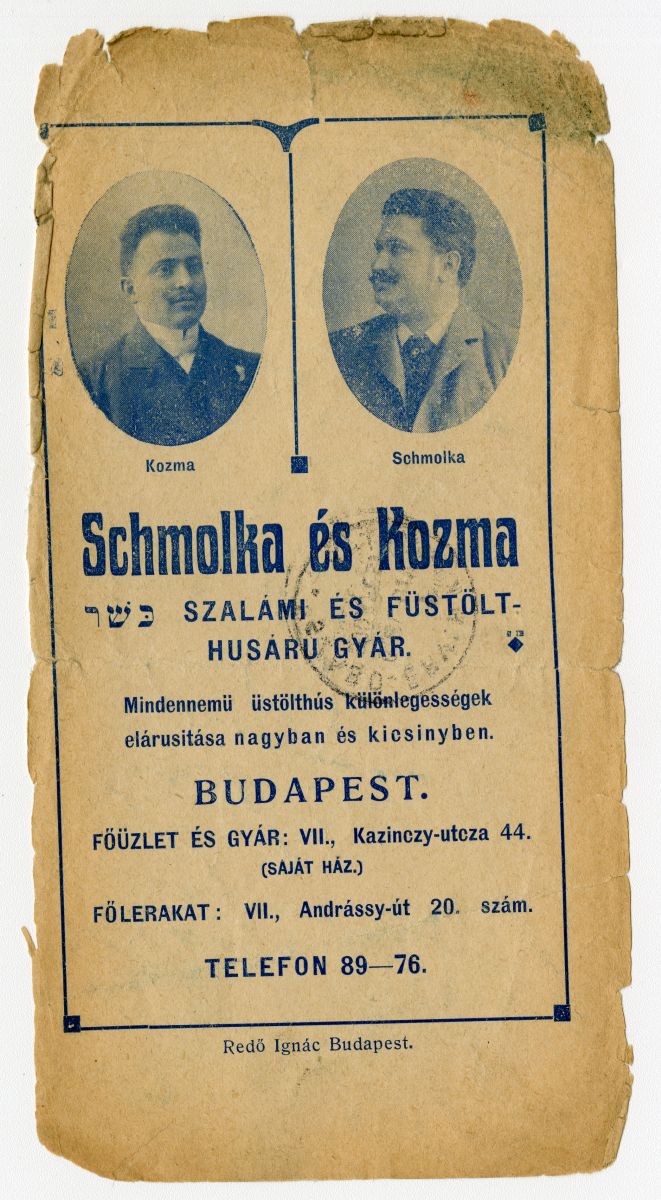 Kozma
Schmolka
Schmolka és Kozma
כשר SZALÁMI ÉS FÜSTÖLT-
HUSÁRU GYÁR.
Mindennemü üstölthús különlegességek
elárusitása nagyban és kicsinyben.
BUDAPEST.
FŐÜZLET ÉS GYÁR: VII., Kazinczy-utcza 44.
(SAJÁT HÁZ.)
FŐLERAKAT: VII., Andrássy-út 20. szám.
TELEFON 89—76.
Redő Ignác Budapest.